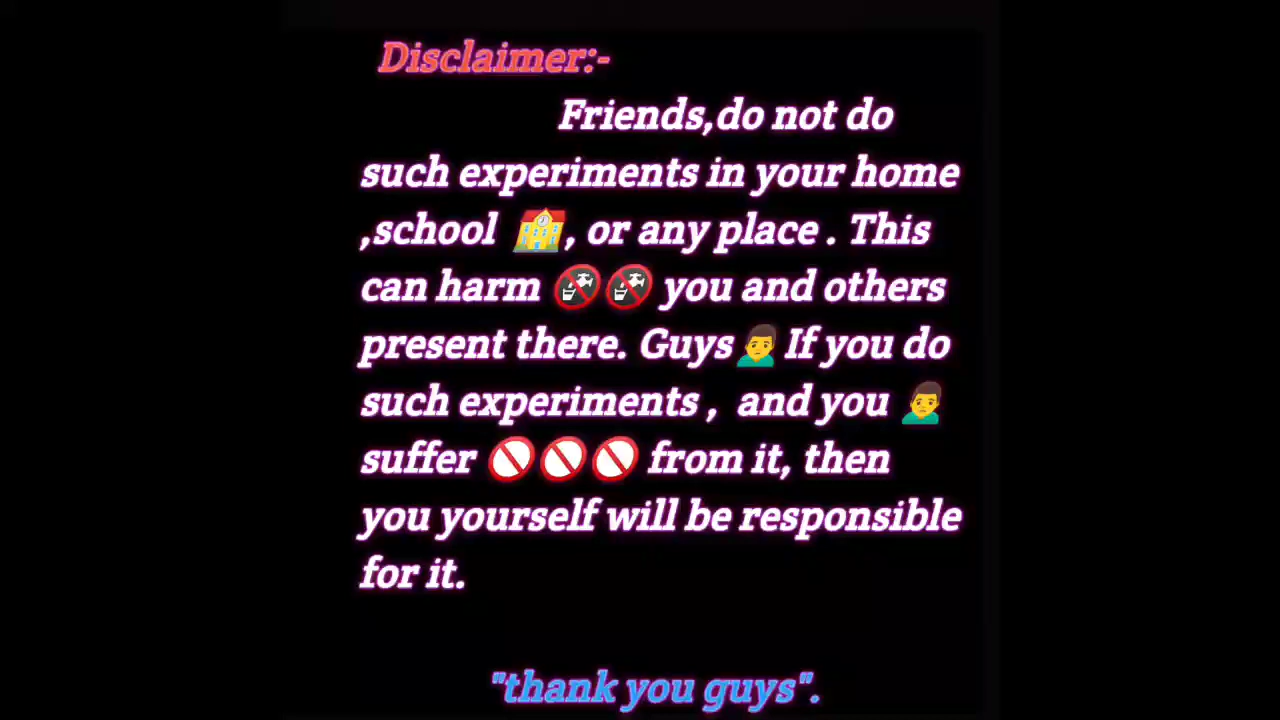 Disclaimer:-
Friends,do not do
such experiments in your home
,school 🏫, or any place . This
can harm 🚱🚱 you and others
present there. Guys🙍‍♂️If you do
such experiments , and you 🙍‍♂️
suffer 🚫🚫🚫 from it, then
you yourself will be responsible
for it.
"thank you guys".